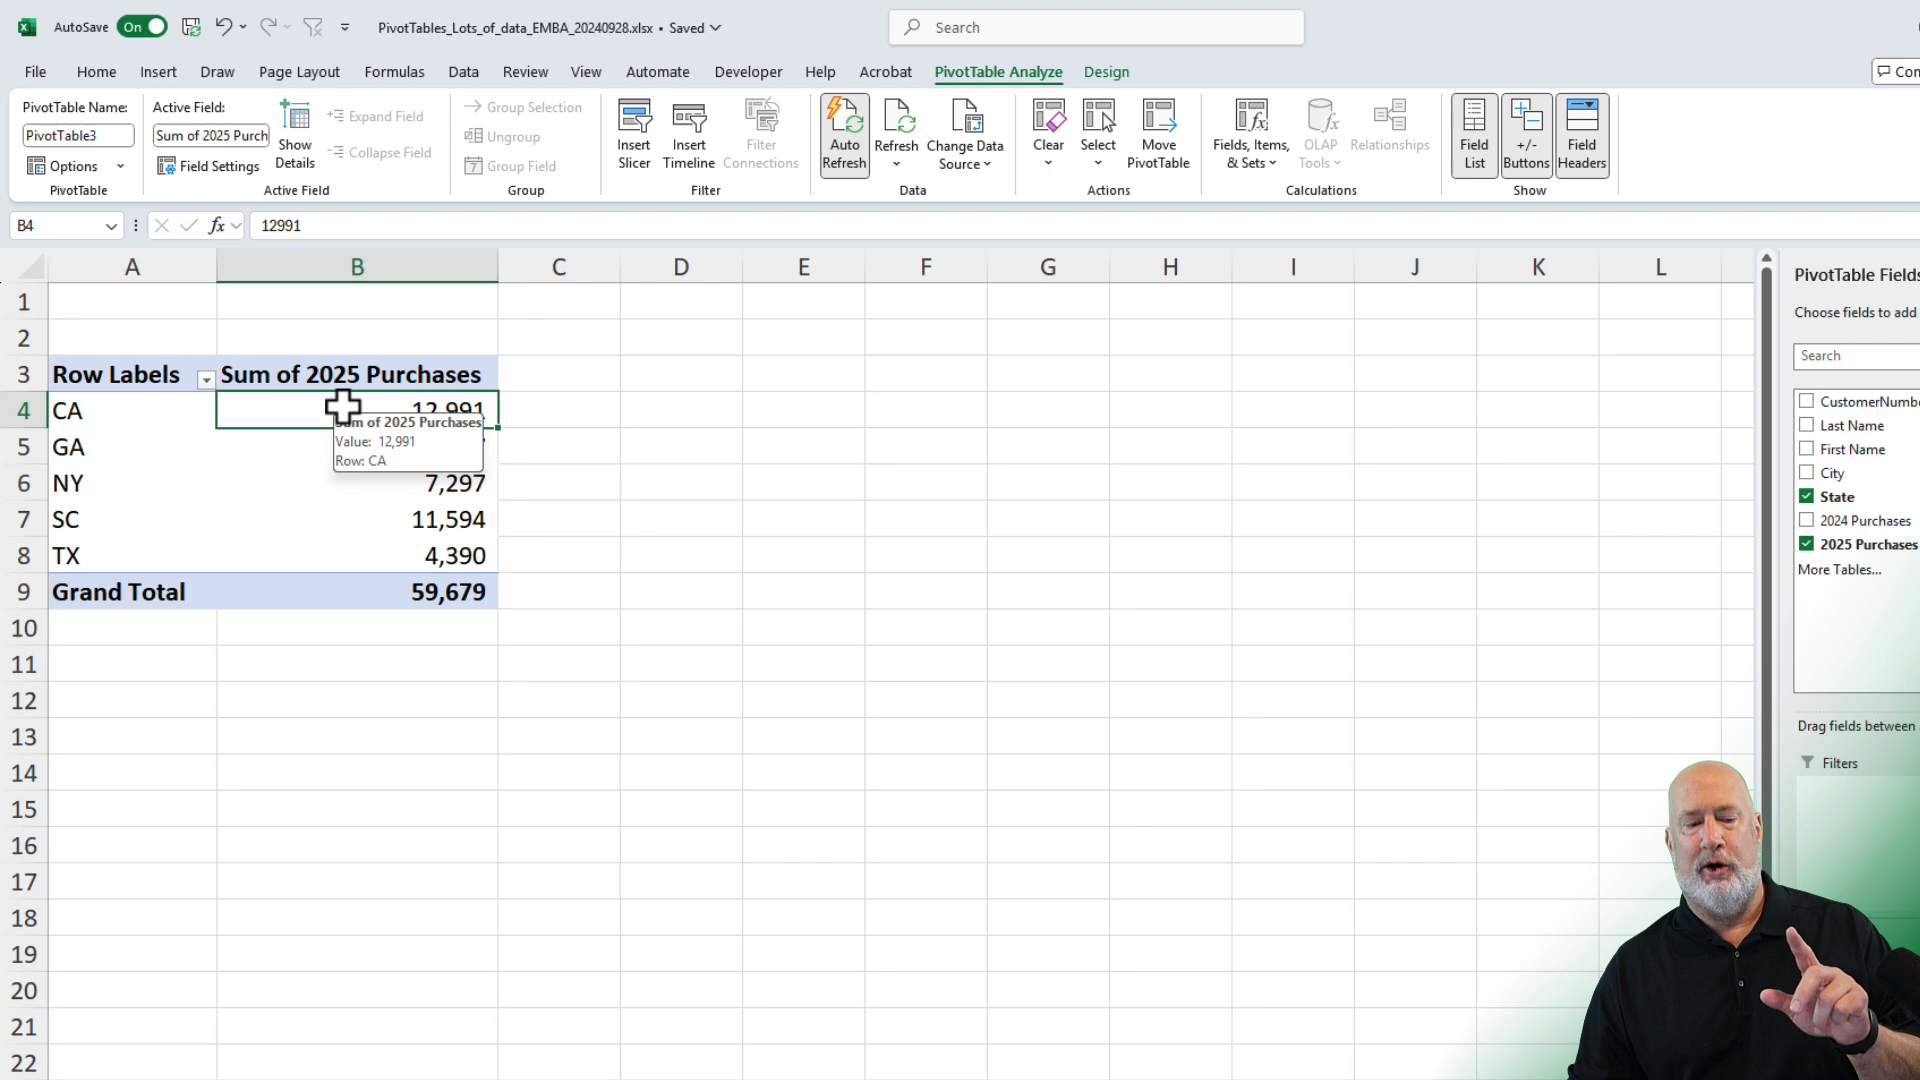 AutoSave On PivotTables_Lots_of_data_EMBA_20240928.xlsx • Saved Search
File Home Insert Draw Page Layout Formulas Data Review View Automate Developer Help Acrobat PivotTable Analyze Design
PivotTable Name:
PivotTable3
Options
PivotTable
Active Field:
Sum of 2025 Purch
Field Settings
Show Details
Expand Field
Collapse Field
Active Field
Group Selection
Ungroup
Group Field
Group
Insert Slicer
Insert Timeline
Filter Connections
Filter
Auto Refresh
Refresh
Change Data Source
Data
Clear
Select
Move PivotTable
Actions
Fields, Items, & Sets
OLAP Tools
Relationships
Calculations
Field List
+/- Buttons
Field Headers
Show
B4 fx 12991
A B C D E F G H I J K L
1
2
3 Row Labels Sum of 2025 Purchases
4 CA 12,991
Sum of 2025 Purchases
Value: 12,991
Row: CA
5 GA
6 NY 7,297
7 SC 11,594
8 TX 4,390
9 Grand Total 59,679
10
11
12
13
14
15
16
17
18
19
20
21
22
PivotTable Fields
Choose fields to add
Search
CustomerNumbe
Last Name
First Name
City
State
2024 Purchases
2025 Purchases
More Tables...
Drag fields between
Filters